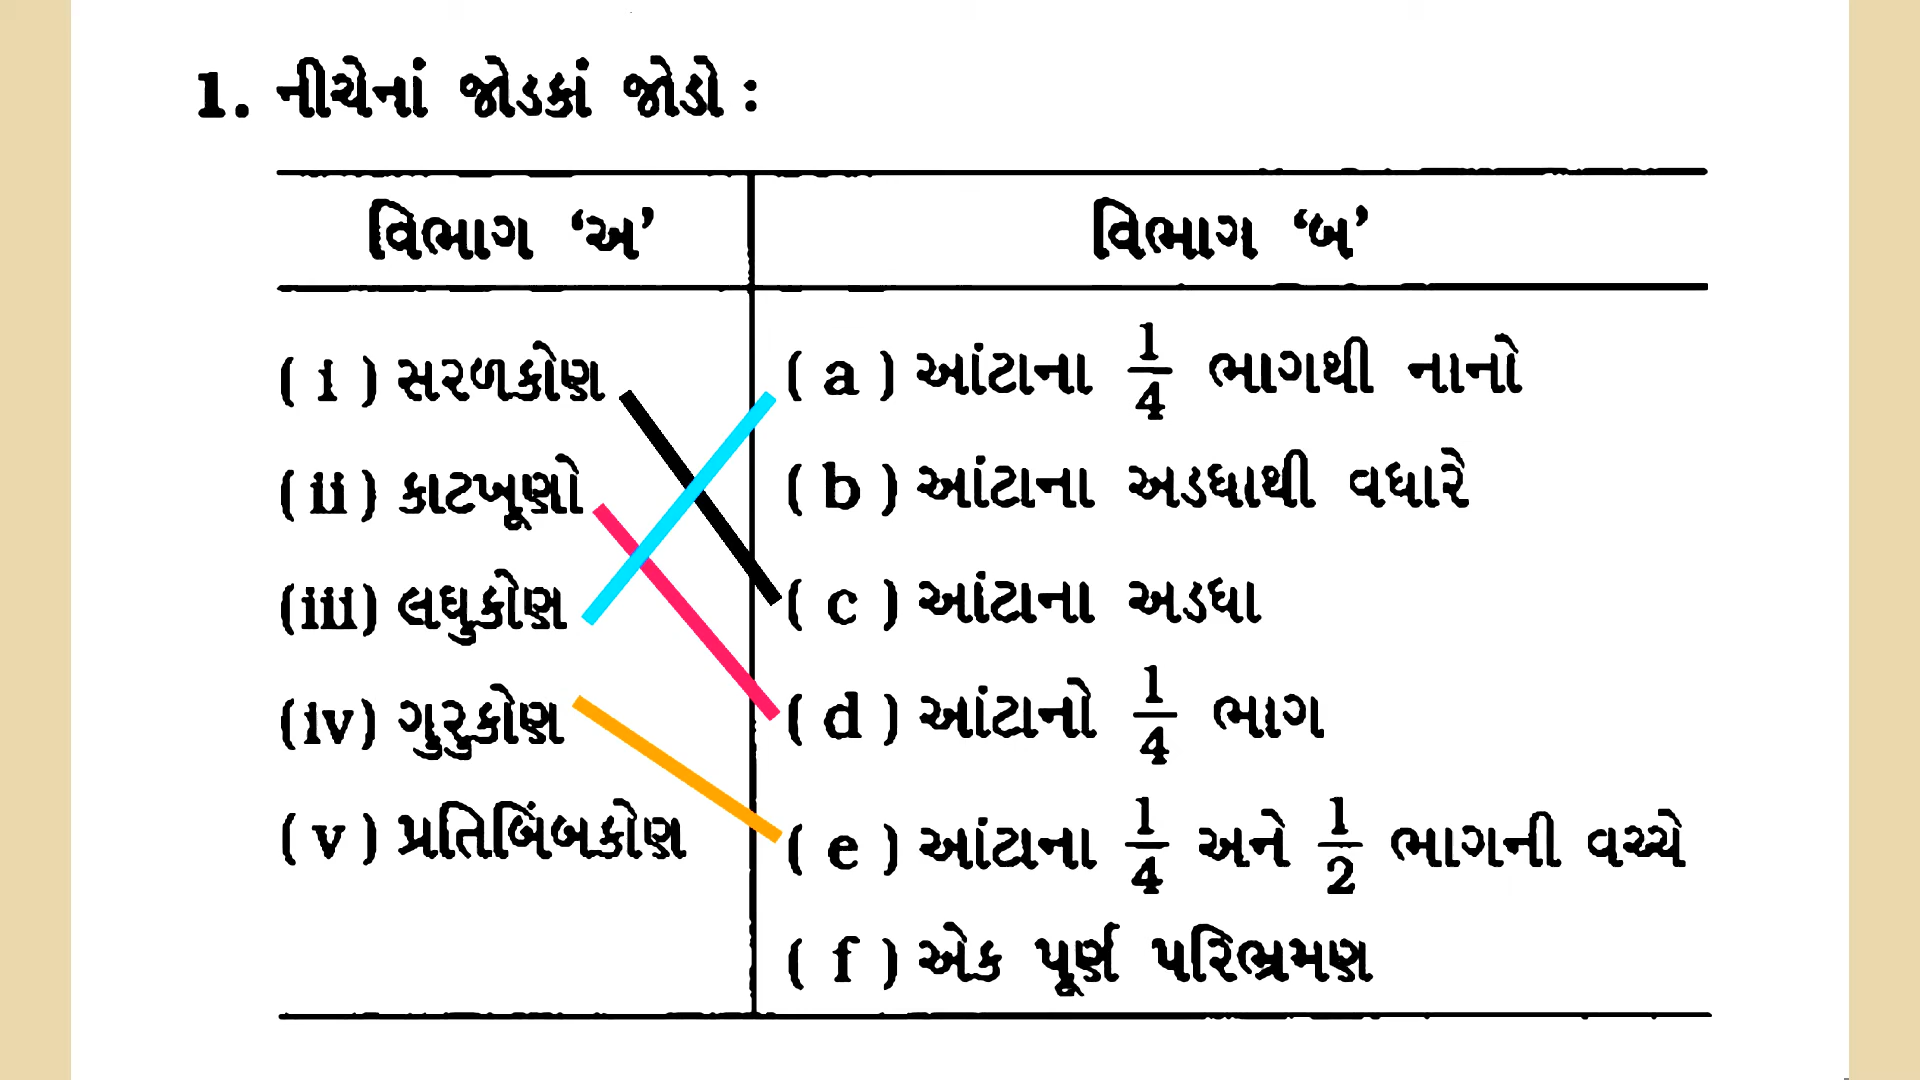 1. નીચેનાં જોડકાં જોડો :
વિભાગ ‘અ’ વિભાગ ‘બ’
( i ) સરળકોણ ( a ) આંટાના 1/4 ભાગથી નાનો
( ii ) કાટખૂણો ( b ) આંટાના અડધાથી વધારે
(iii) લઘુકોણ ( c ) આંટાના અડધા
(iv) ગુરુકોણ ( d ) આંટાનો 1/4 ભાગ
( v ) પ્રતિબિંબકોણ ( e ) આંટાના 1/4 અને 1/2 ભાગની વચ્ચે
( f ) એક પૂર્ણ પરિભ્રમણ